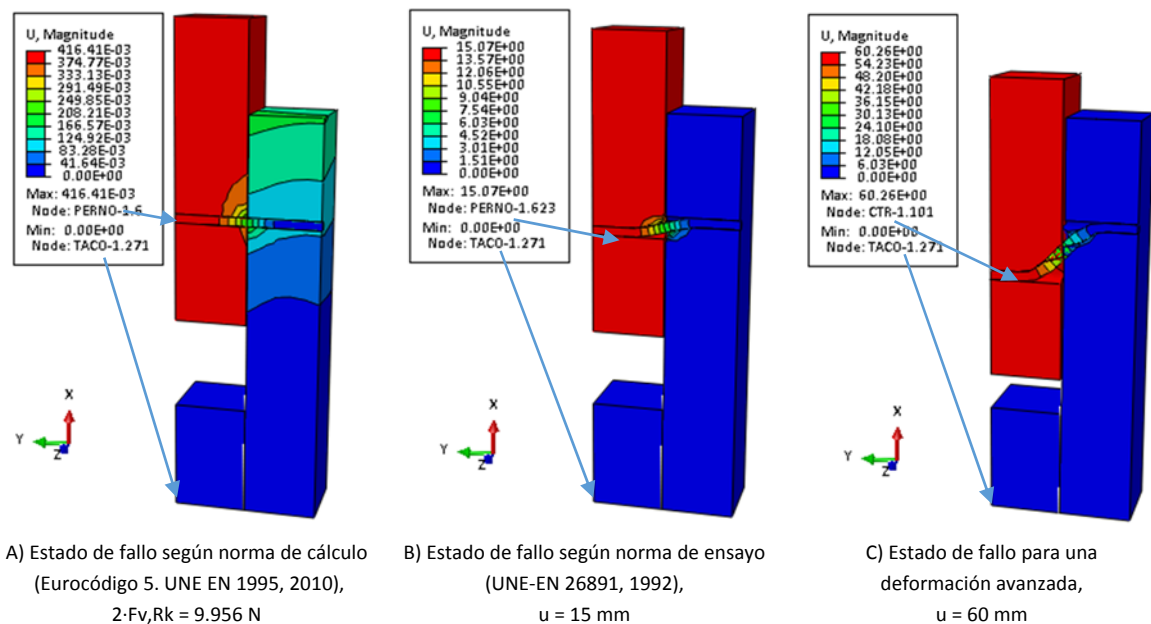 U, Magnitude
416.41E-03
374.77E-03
333.13E-03
291.49E-03
249.85E-03
208.21E-03
166.57E-03
124.92E-03
83.28E-03
41.64E-03
0.00E+00
Max: 416.41E-03
Node: PERNO-1.6
Min: 0.00E+00
Node: TACO-1.271
X
Y
Z
A) Estado de fallo según norma de cálculo
(Eurocódigo 5. UNE EN 1995, 2010),
2·Fv,Rk = 9.956 N
U, Magnitude
15.07E+00
13.57E+00
12.06E+00
10.55E+00
9.04E+00
7.54E+00
6.03E+00
4.52E+00
3.01E+00
1.51E+00
0.00E+00
Max: 15.07E+00
Node: PERNO-1.623
Min: 0.00E+00
Node: TACO-1.271
X
Y
Z
B) Estado de fallo según norma de ensayo
(UNE-EN 26891, 1992),
u = 15 mm
U, Magnitude
60.26E+00
54.23E+00
48.20E+00
42.18E+00
36.15E+00
30.13E+00
24.10E+00
18.08E+00
12.05E+00
6.03E+00
0.00E+00
Max: 60.26E+00
Node: CTR-1.101
Min: 0.00E+00
Node: TACO-1.271
X
Y
Z
C) Estado de fallo para una
deformación avanzada,
u = 60 mm